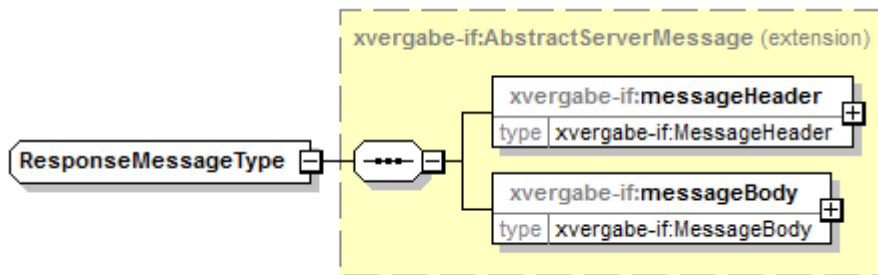 xvergabe-if:AbstractServerMessage (extension)
xvergabe-if:messageHeader
type xvergabe-if:MessageHeader
ResponseMessageType
xvergabe-if:messageBody
type xvergabe-if:MessageBody